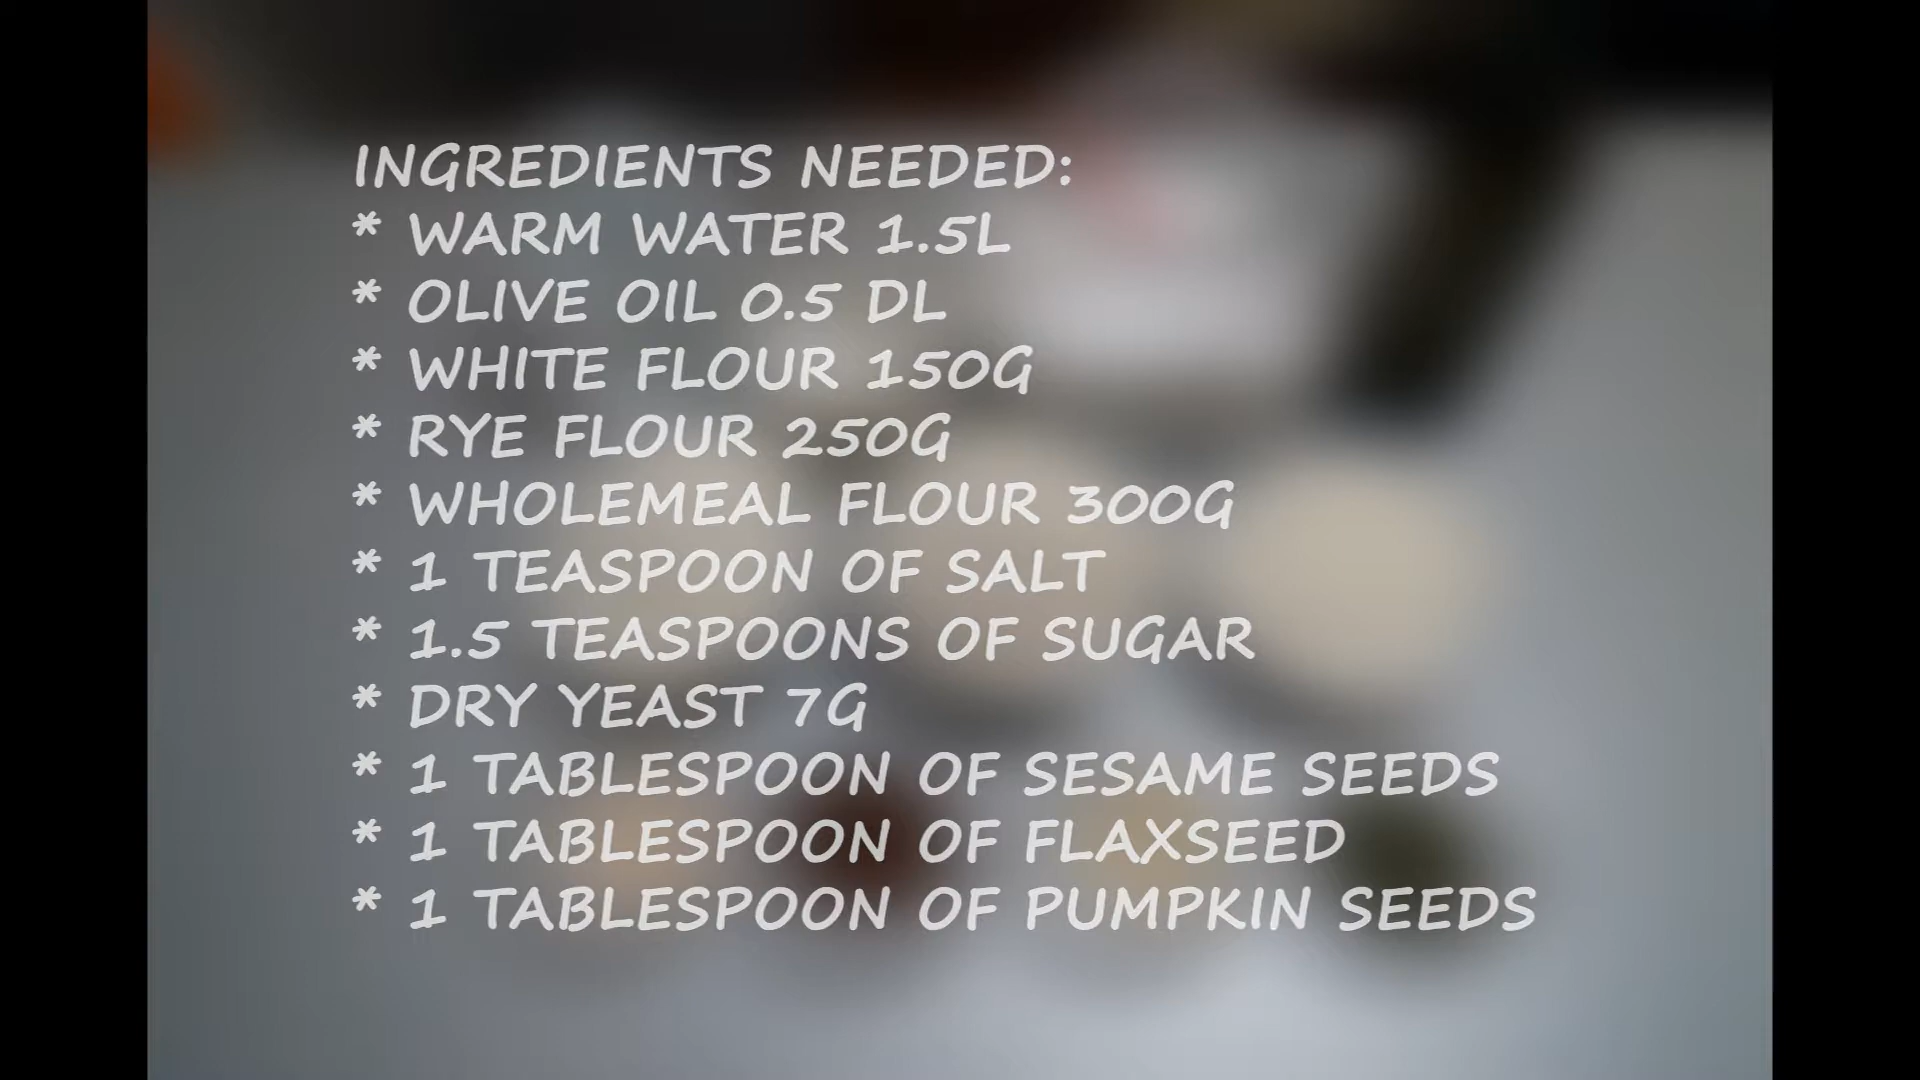 INGREDIENTS NEEDED:
* WARM WATER 1.5L
* OLIVE OIL 0.5 DL
* WHITE FLOUR 150G
* RYE FLOUR 250G
* WHOLEMEAL FLOUR 300G
* 1 TEASPOON OF SALT
* 1.5 TEASPOONS OF SUGAR
* DRY YEAST 7G
* 1 TABLESPOON OF SESAME SEEDS
* 1 TABLESPOON OF FLAXSEED
* 1 TABLESPOON OF PUMPKIN SEEDS